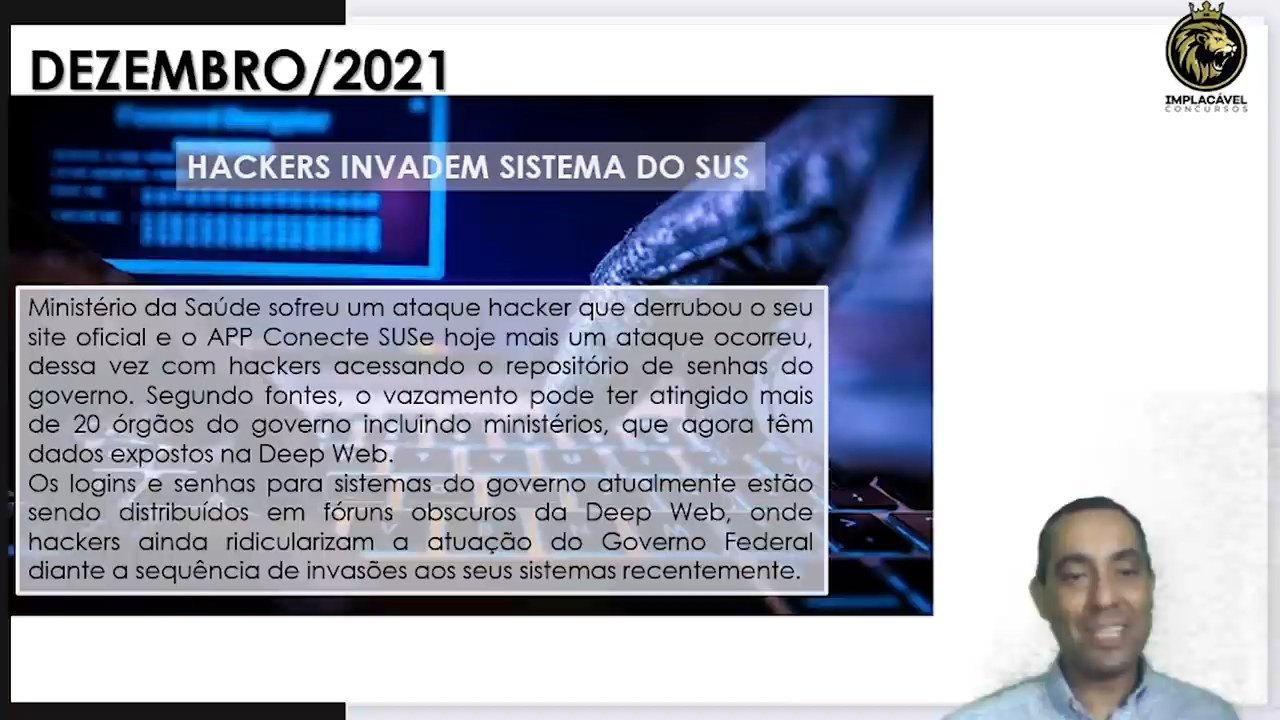 DEZEMBRO/2021
IMPLACÁVEL
CONCURSOS
HACKERS INVADEM SISTEMA DO SUS
Ministério da Saúde sofreu um ataque hacker que derrubou o seu
site oficial e o APP Conecte SUSe hoje mais um ataque ocorreu,
dessa vez com hackers acessando o repositório de senhas do
governo. Segundo fontes, o vazamento pode ter atingido mais
de 20 órgãos do governo incluindo ministérios, que agora têm
dados expostos na Deep Web.
Os logins e senhas para sistemas do governo atualmente estão
sendo distribuídos em fóruns obscuros da Deep Web, onde
hackers ainda ridicularizam a atuação do Governo Federal
diante a sequência de invasões aos seus sistemas recentemente.